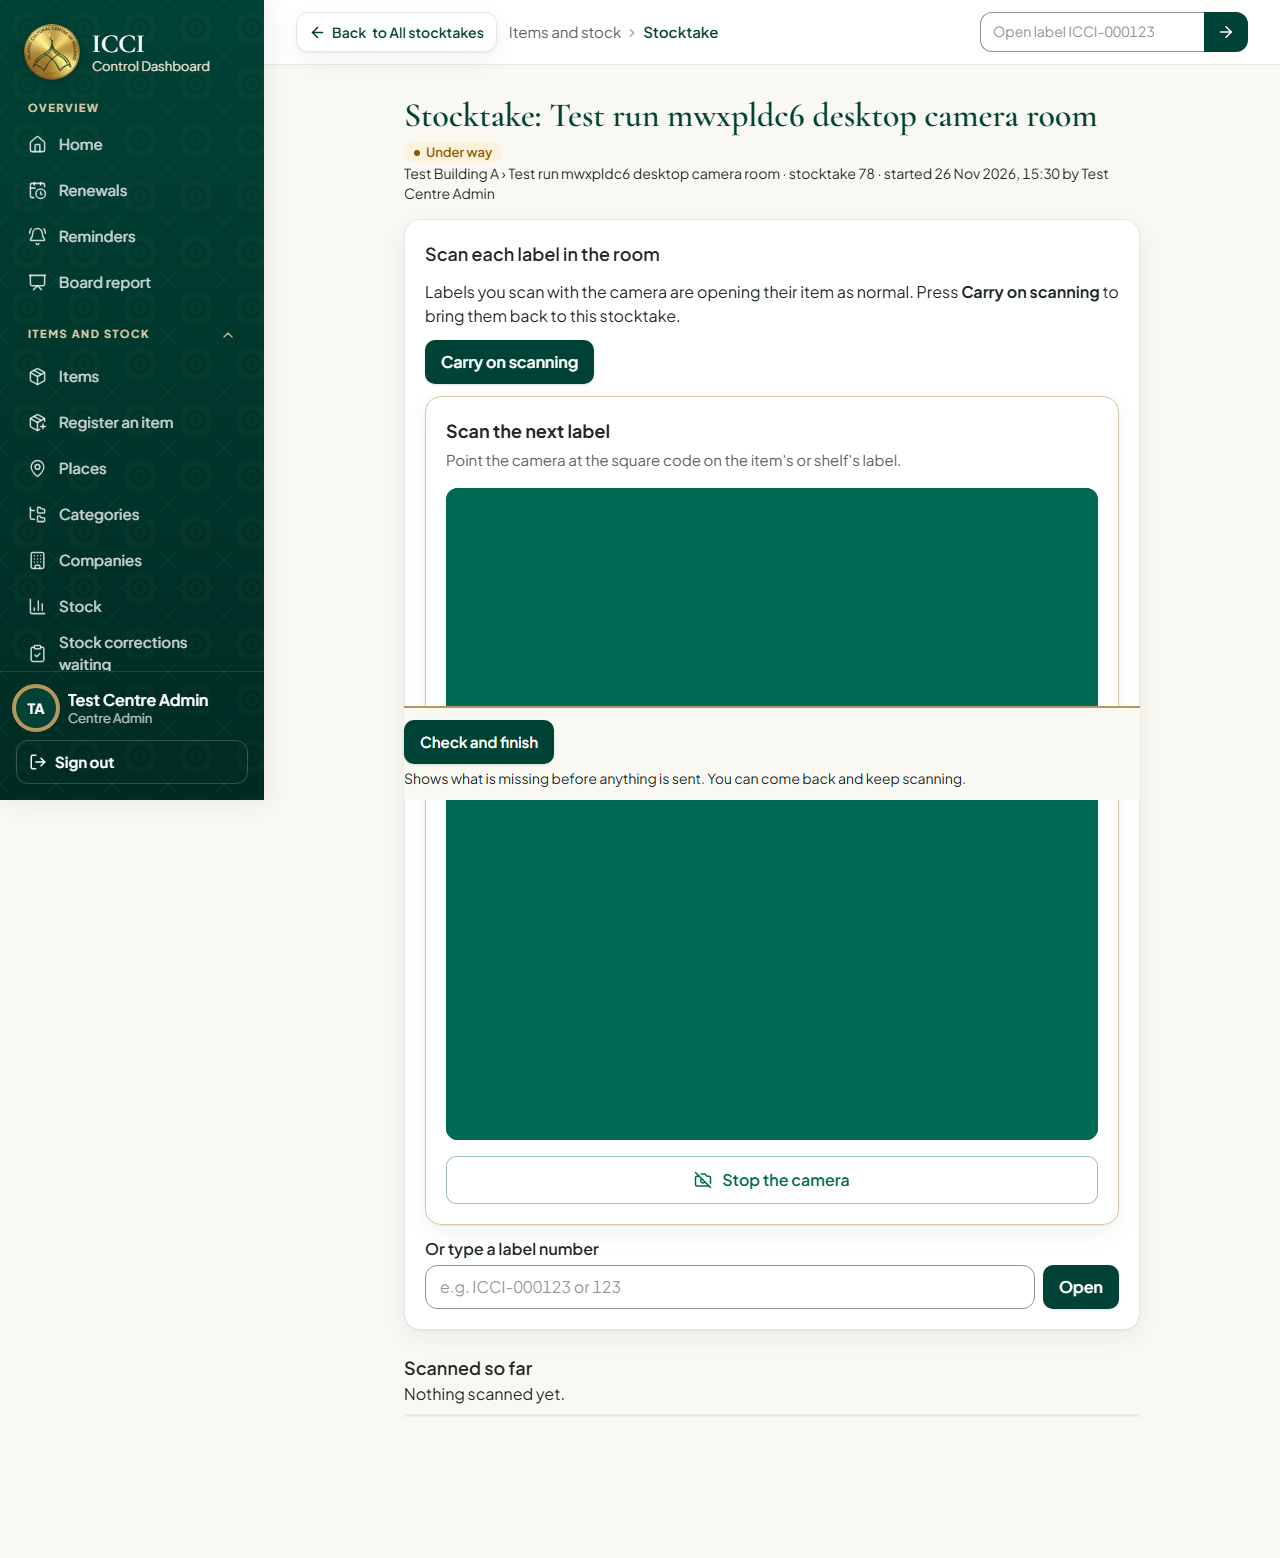 ICCI
Control Dashboard
OVERVIEW
Home
Renewals
Reminders
Board report
ITEMS AND STOCK
Items
Register an item
Places
Categories
Companies
Stock
Stock corrections
waiting
TA
Test Centre Admin
Centre Admin
Sign out
Back to All stocktakes
Items and stock › Stocktake
Open label ICCI-000123
Stocktake: Test run mwxpldc6 desktop camera room
Under way
Test Building A › Test run mwxpldc6 desktop camera room · stocktake 78 · started 26 Nov 2026, 15:30 by Test
Centre Admin
Scan each label in the room
Labels you scan with the camera are opening their item as normal. Press Carry on scanning to
bring them back to this stocktake.
Carry on scanning
Scan the next label
Point the camera at the square code on the item's or shelf's label.
Check and finish
Shows what is missing before anything is sent. You can come back and keep scanning.
Stop the camera
Or type a label number
e.g. ICCI-000123 or 123
Open
Scanned so far
Nothing scanned yet.